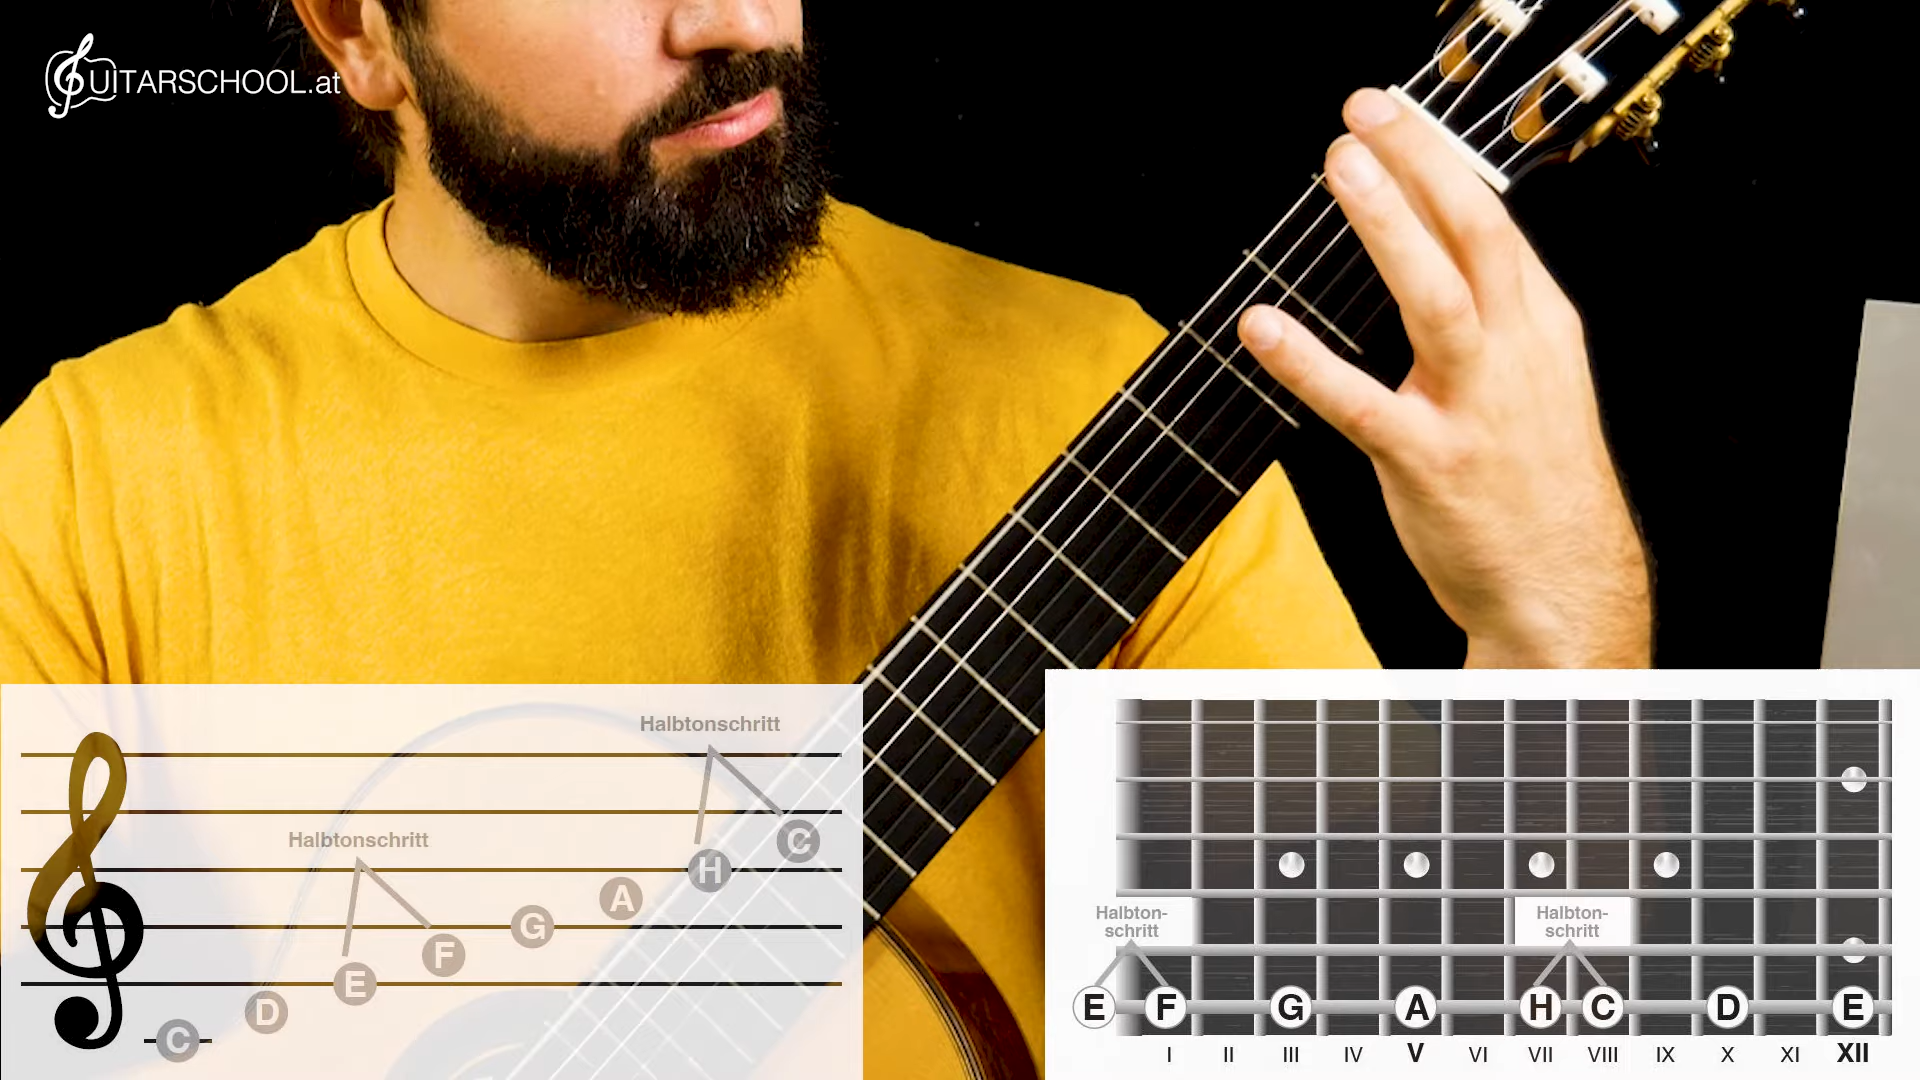 GUITARSCHOOL.at
Halbtonschritt
Halbtonschritt
C D E F G A H C
Halbton-
schritt
Halbton-
schritt
E F G A H C D E
I II III IV V VI VII VIII IX X XI XII